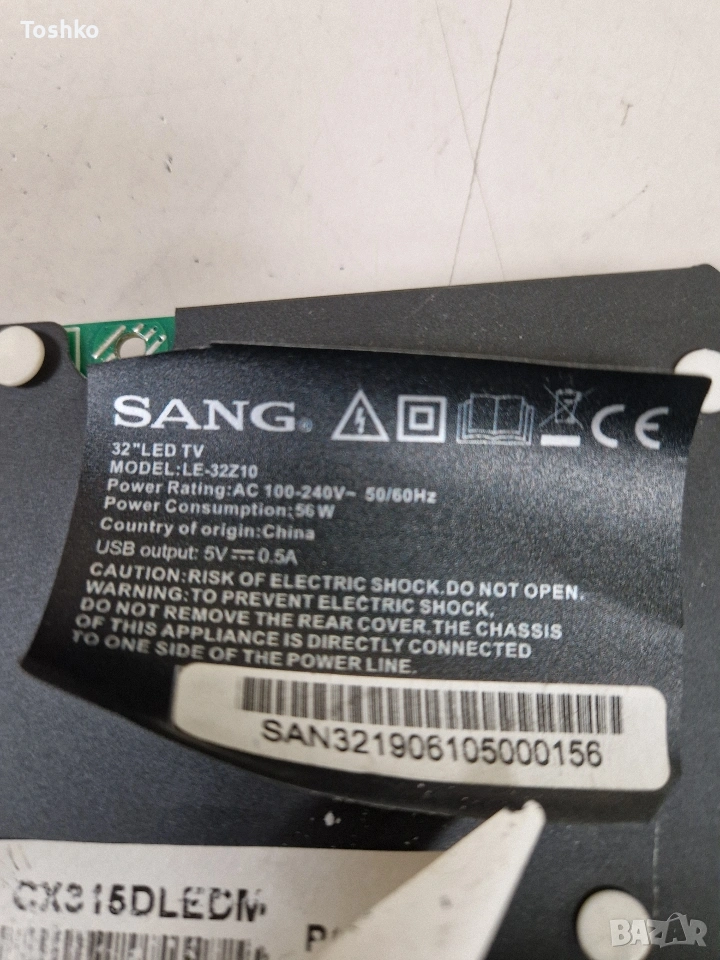 Toshko
SANG®
32"LED TV
MODEL:LE-32Z10
Power Rating:AC 100-240V~ 50/60Hz
Power Consumption:56W
Country of origin:China
USB output: 5V⎓0.5A
CAUTION:RISK OF ELECTRIC SHOCK.DO NOT OPEN.
WARNING:TO PREVENT ELECTRIC SHOCK,
DO NOT REMOVE THE REAR COVER.THE CHASSIS
OF THIS APPLIANCE IS DIRECTLY CONNECTED
TO ONE SIDE OF THE POWER LINE.
SAN321906105000156
CX315DLEDM
BAZAR